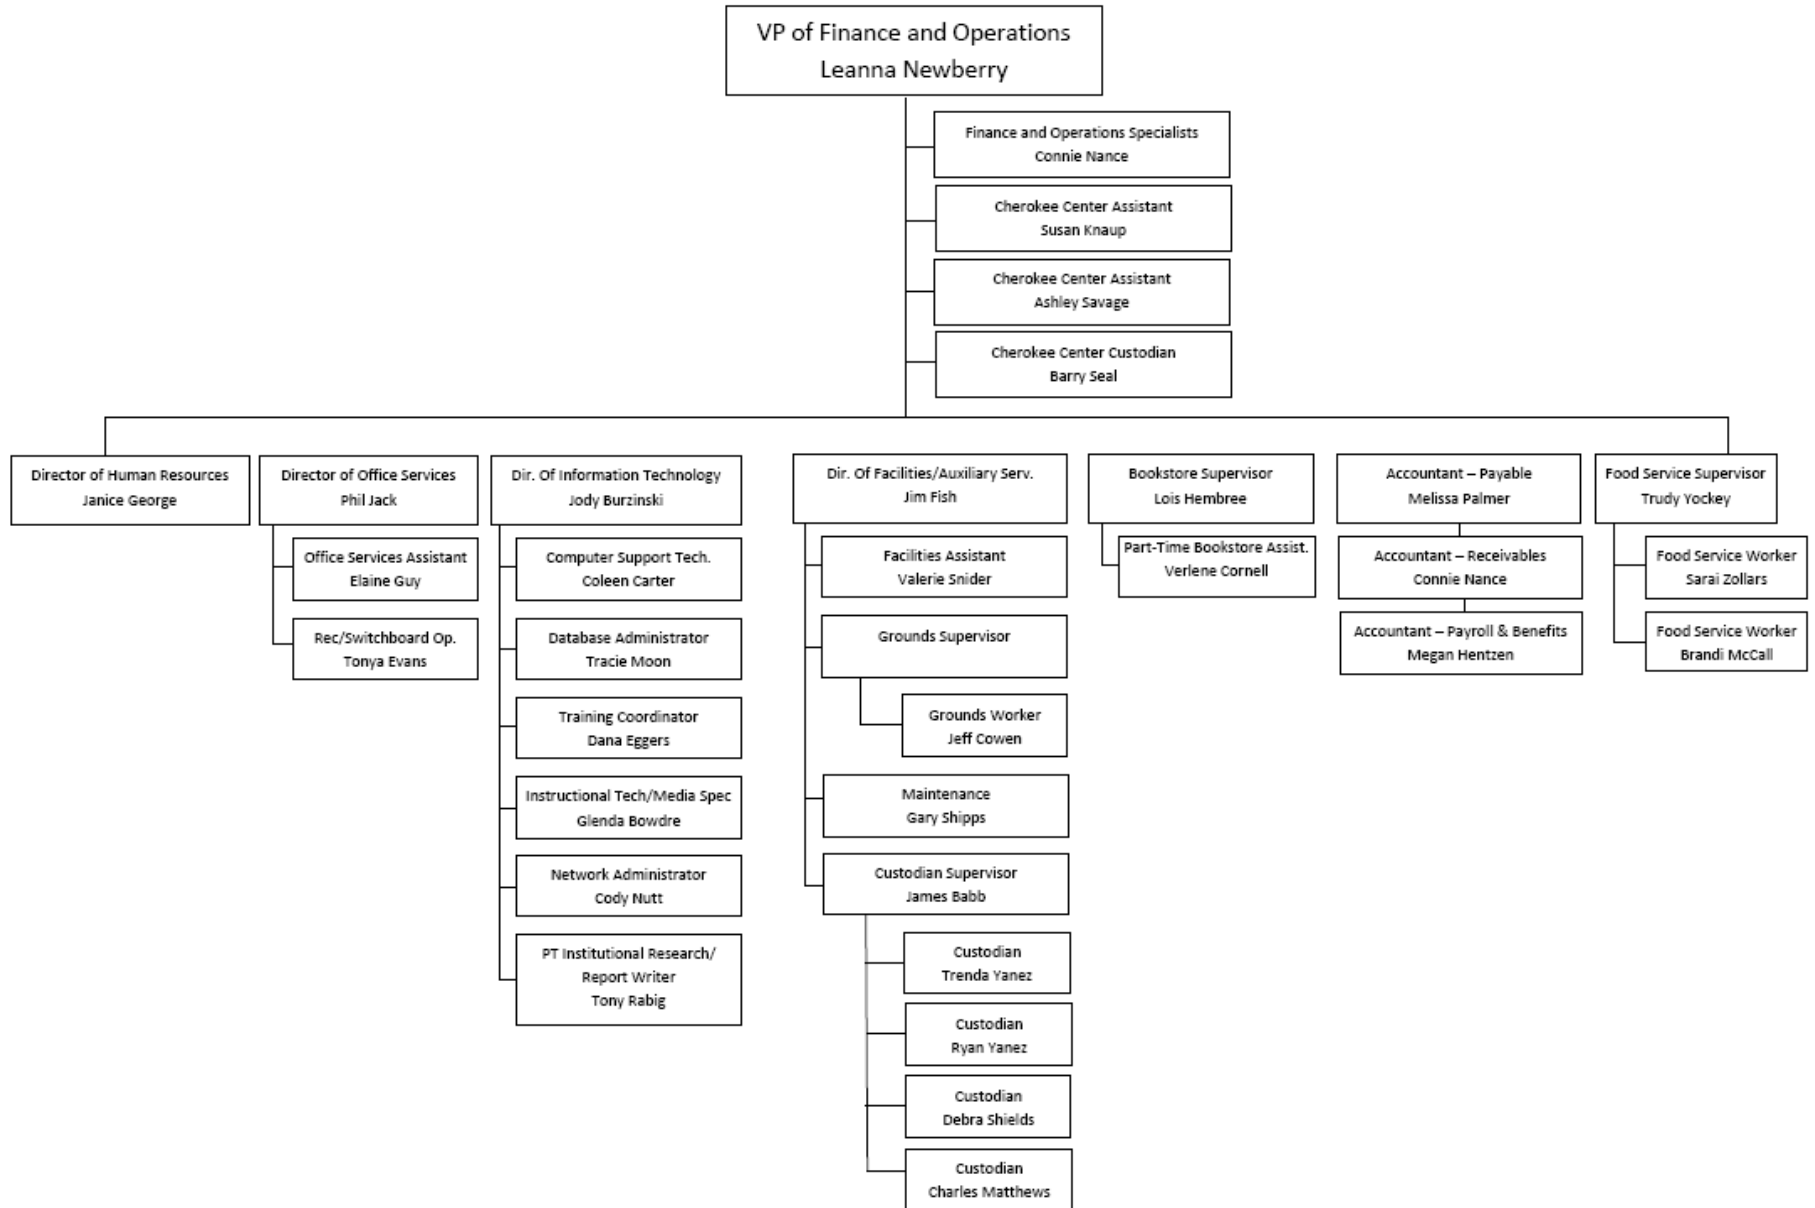 VP of Finance and Operations
Leanna Newberry
Finance and Operations Specialists
Connie Nance
Cherokee Center Assistant
Susan Knaup
Cherokee Center Assistant
Ashley Savage
Cherokee Center Custodian
Barry Seal
Director of Human Resources
Janice George
Director of Office Services
Phil Jack
Office Services Assistant
Elaine Guy
Rec/Switchboard Op.
Tonya Evans
Dir. Of Information Technology
Jody Burzinski
Computer Support Tech.
Coleen Carter
Database Administrator
Tracie Moon
Training Coordinator
Dana Eggers
Instructional Tech/Media Spec
Glenda Bowdre
Network Administrator
Cody Nutt
PT Institutional Research/
Report Writer
Tony Rabig
Dir. Of Facilities/Auxiliary Serv.
Jim Fish
Facilities Assistant
Valerie Snider
Grounds Supervisor
Grounds Worker
Jeff Cowen
Maintenance
Gary Shipps
Custodian Supervisor
James Babb
Custodian
Trenda Yanez
Custodian
Ryan Yanez
Custodian
Debra Shields
Custodian
Charles Matthews
Bookstore Supervisor
Lois Hembree
Part-Time Bookstore Assist.
Verlene Cornell
Accountant – Payable
Melissa Palmer
Accountant – Receivables
Connie Nance
Accountant – Payroll & Benefits
Megan Hentzen
Food Service Supervisor
Trudy Yockey
Food Service Worker
Sarai Zollars
Food Service Worker
Brandi McCall